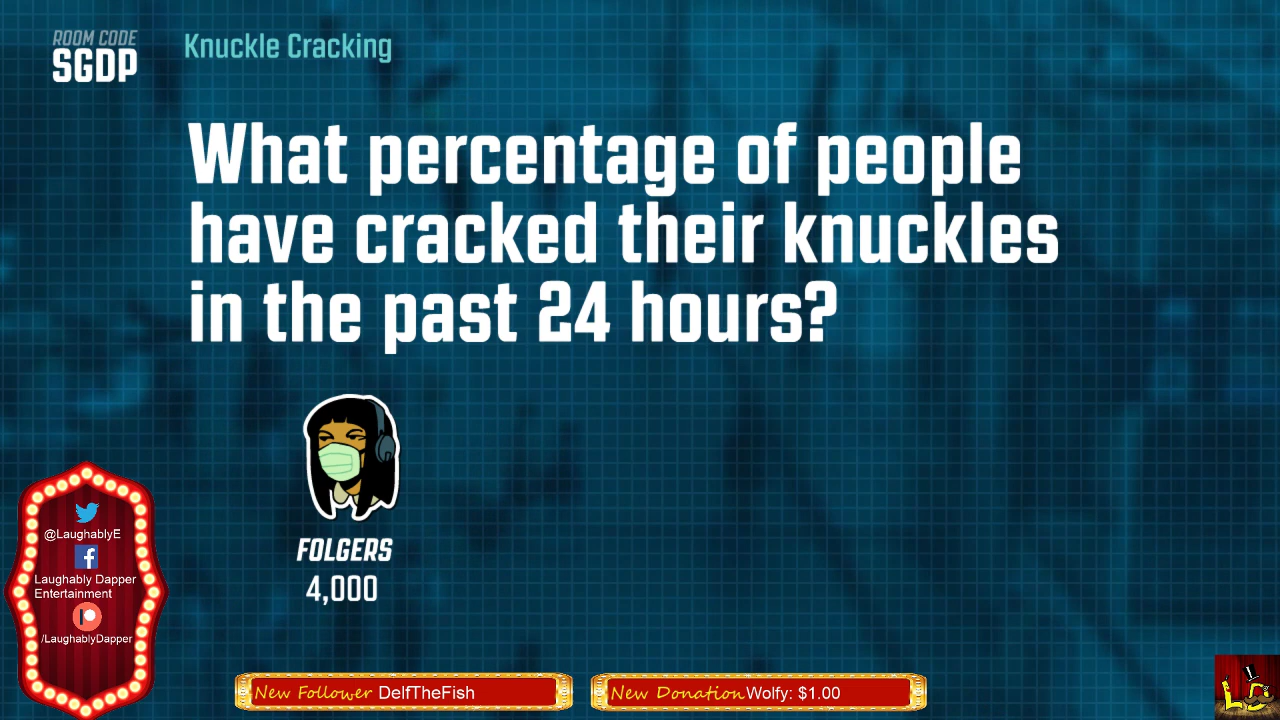 ROOM CODE
SGDP
Knuckle Cracking
What percentage of people
have cracked their knuckles
in the past 24 hours?
FOLGERS
4,000
@LaughablyE
Laughably Dapper
Entertainment
/LaughablyDapper
New Follower DelfTheFish
New Donation Wolfy: $1.00
LD